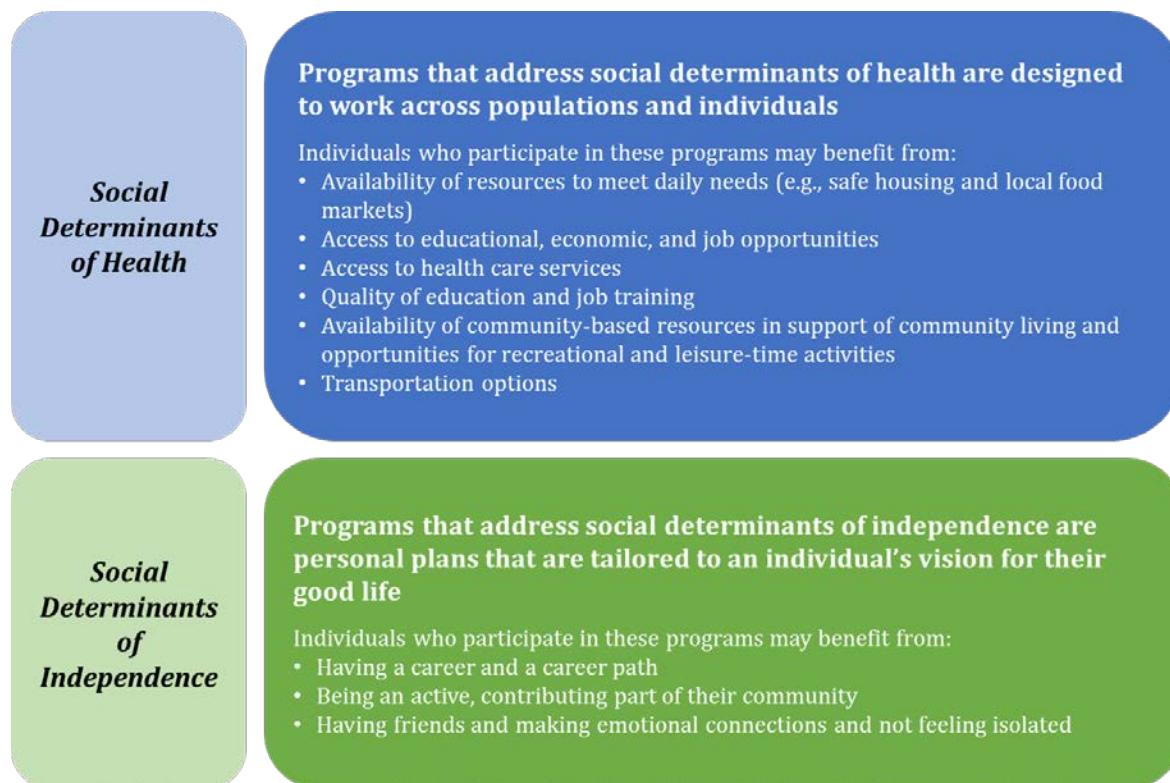 Social
Determinants
of Health
Programs that address social determinants of health are designed
to work across populations and individuals
Individuals who participate in these programs may benefit from:
• Availability of resources to meet daily needs (e.g., safe housing and local food
markets)
• Access to educational, economic, and job opportunities
• Access to health care services
• Quality of education and job training
• Availability of community-based resources in support of community living and
opportunities for recreational and leisure-time activities
• Transportation options
Social
Determinants
of
Independence
Programs that address social determinants of independence are
personal plans that are tailored to an individual’s vision for their
good life
Individuals who participate in these programs may benefit from:
• Having a career and a career path
• Being an active, contributing part of their community
• Having friends and making emotional connections and not feeling isolated